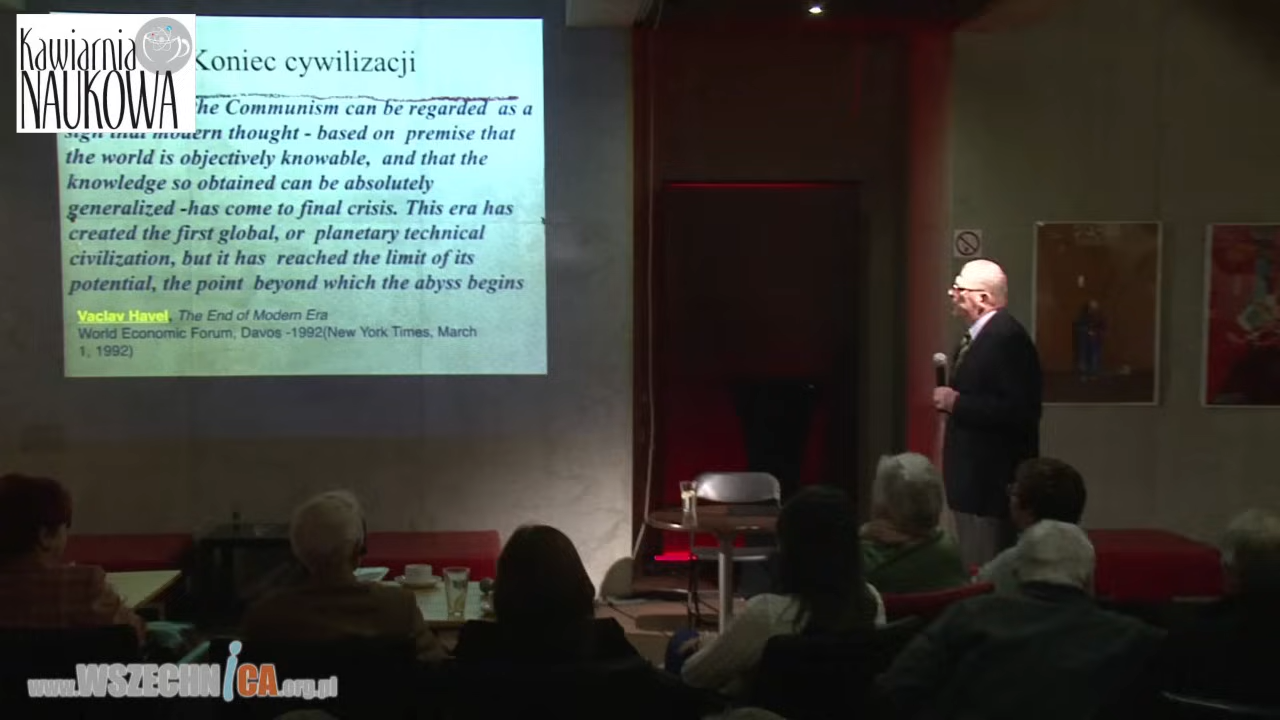 Kawiarnia
NAUKOWA
Koniec cywilizacji
he Communism can be regarded as a
sign that modern thought - based on premise that
the world is objectively knowable, and that the
knowledge so obtained can be absolutely
generalized -has come to final crisis. This era has
created the first global, or planetary technical
civilization, but it has reached the limit of its
potential, the point beyond which the abyss begins
Vaclav Havel, The End of Modern Era
World Economic Forum, Davos -1992(New York Times, March
1, 1992)
www.WSZECHNiCA.org.pl